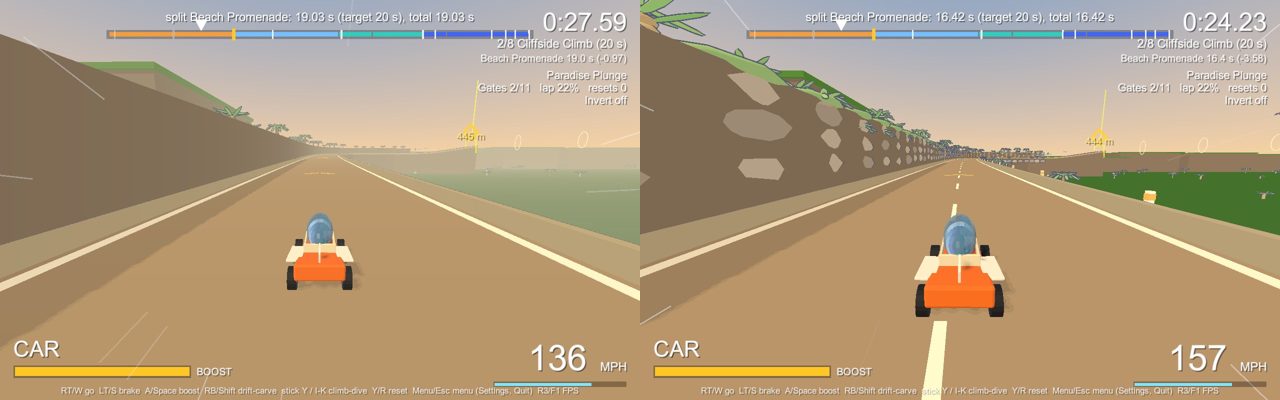 split Beach Promenade: 19.03 s (target 20 s), total 19.03 s
0:27.59
2/8 Cliffside Climb (20 s)
Beach Promenade 19.0 s (-0.97)
Paradise Plunge
Gates 2/11 lap 22% resets 0
Invert off
445 m
CAR
BOOST
136 MPH
RT/W go LT/S brake A/Space boost RB/Shift drift-carve stick Y / I-K climb-dive Y/R reset Menu/Esc menu (Settings, Quit) R3/F1 FPS
split Beach Promenade: 16.42 s (target 20 s), total 16.42 s
0:24.23
2/8 Cliffside Climb (20 s)
Beach Promenade 16.4 s (-3.58)
Paradise Plunge
Gates 2/11 lap 22% resets 0
Invert off
444 m
CAR
BOOST
157 MPH
RT/W go LT/S brake A/Space boost RB/Shift drift-carve stick Y / I-K climb-dive Y/R reset Menu/Esc menu (Settings, Quit) R3/F1 FPS